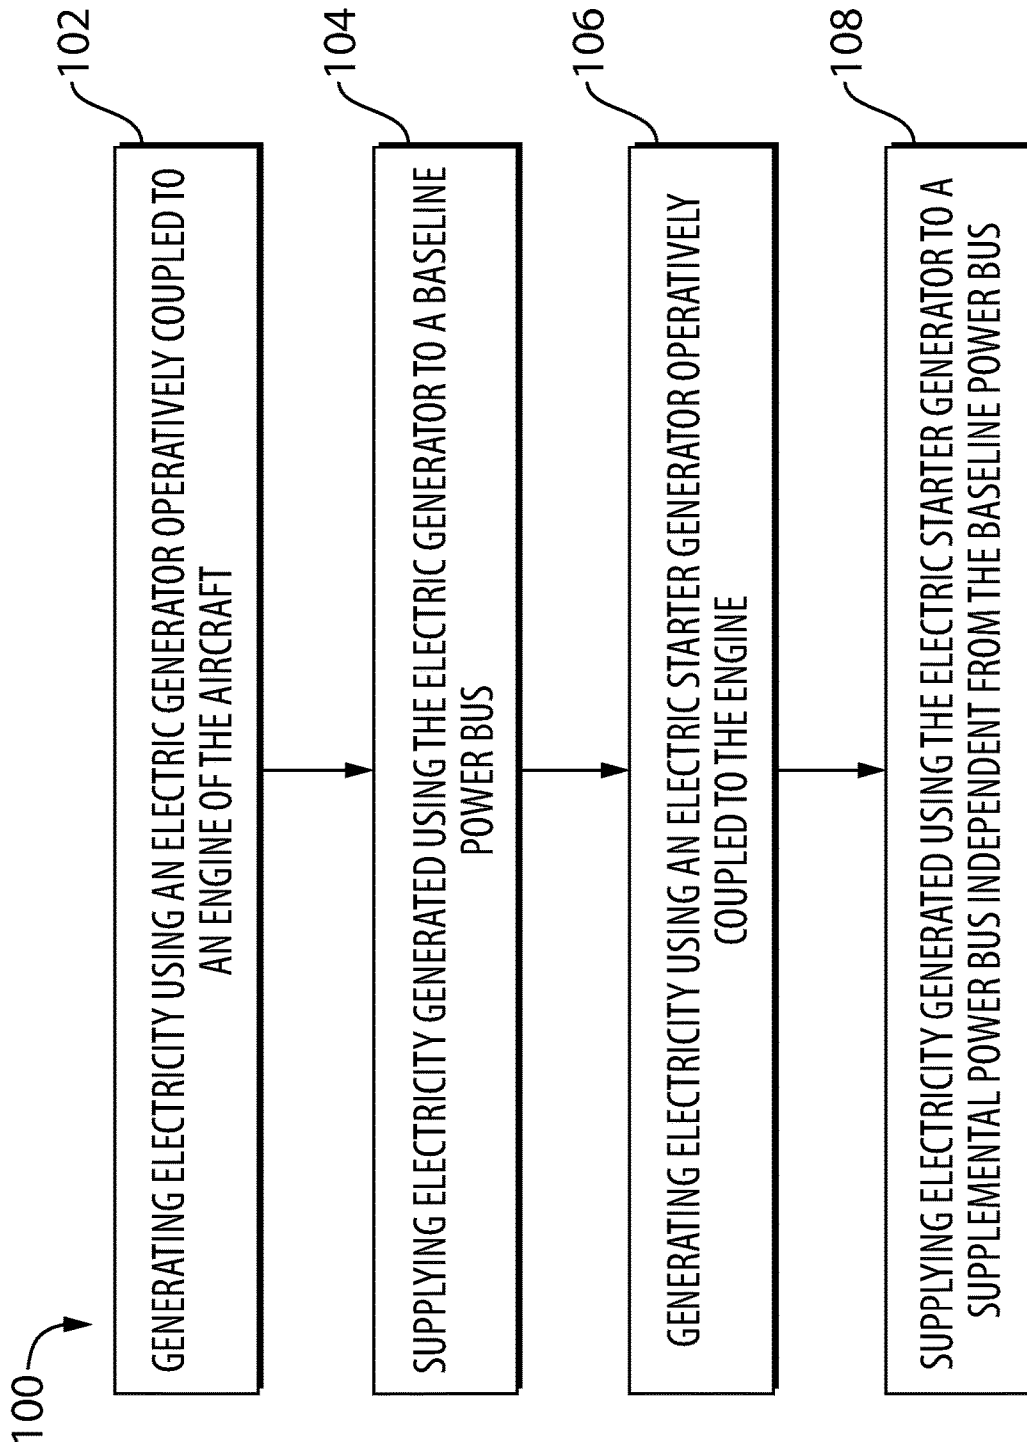 100
102
GENERATING ELECTRICITY USING AN ELECTRIC GENERATOR OPERATIVELY COUPLED TO
AN ENGINE OF THE AIRCRAFT
104
SUPPLYING ELECTRICITY GENERATED USING THE ELECTRIC GENERATOR TO A BASELINE
POWER BUS
106
GENERATING ELECTRICITY USING AN ELECTRIC STARTER GENERATOR OPERATIVELY
COUPLED TO THE ENGINE
108
SUPPLYING ELECTRICITY GENERATED USING THE ELECTRIC STARTER GENERATOR TO A
SUPPLEMENTAL POWER BUS INDEPENDENT FROM THE BASELINE POWER BUS